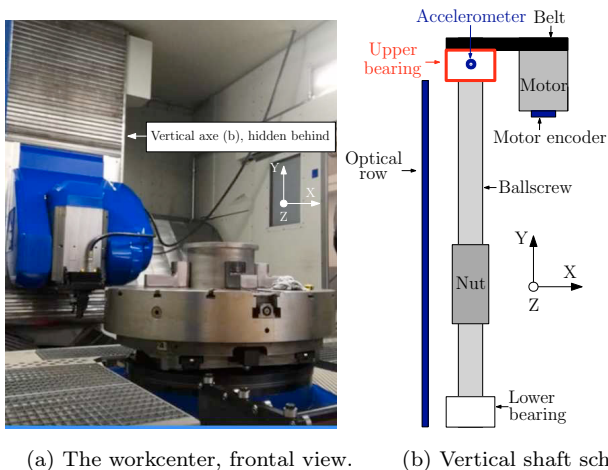 Vertical axe (b), hidden behind
Y
X
Z
Accelerometer
Belt
Upper
bearing
Motor
Motor encoder
Optical
row
Ballscrew
Y
X
Z
Nut
Lower
bearing
(a) The workcenter, frontal view.
(b) Vertical shaft sch